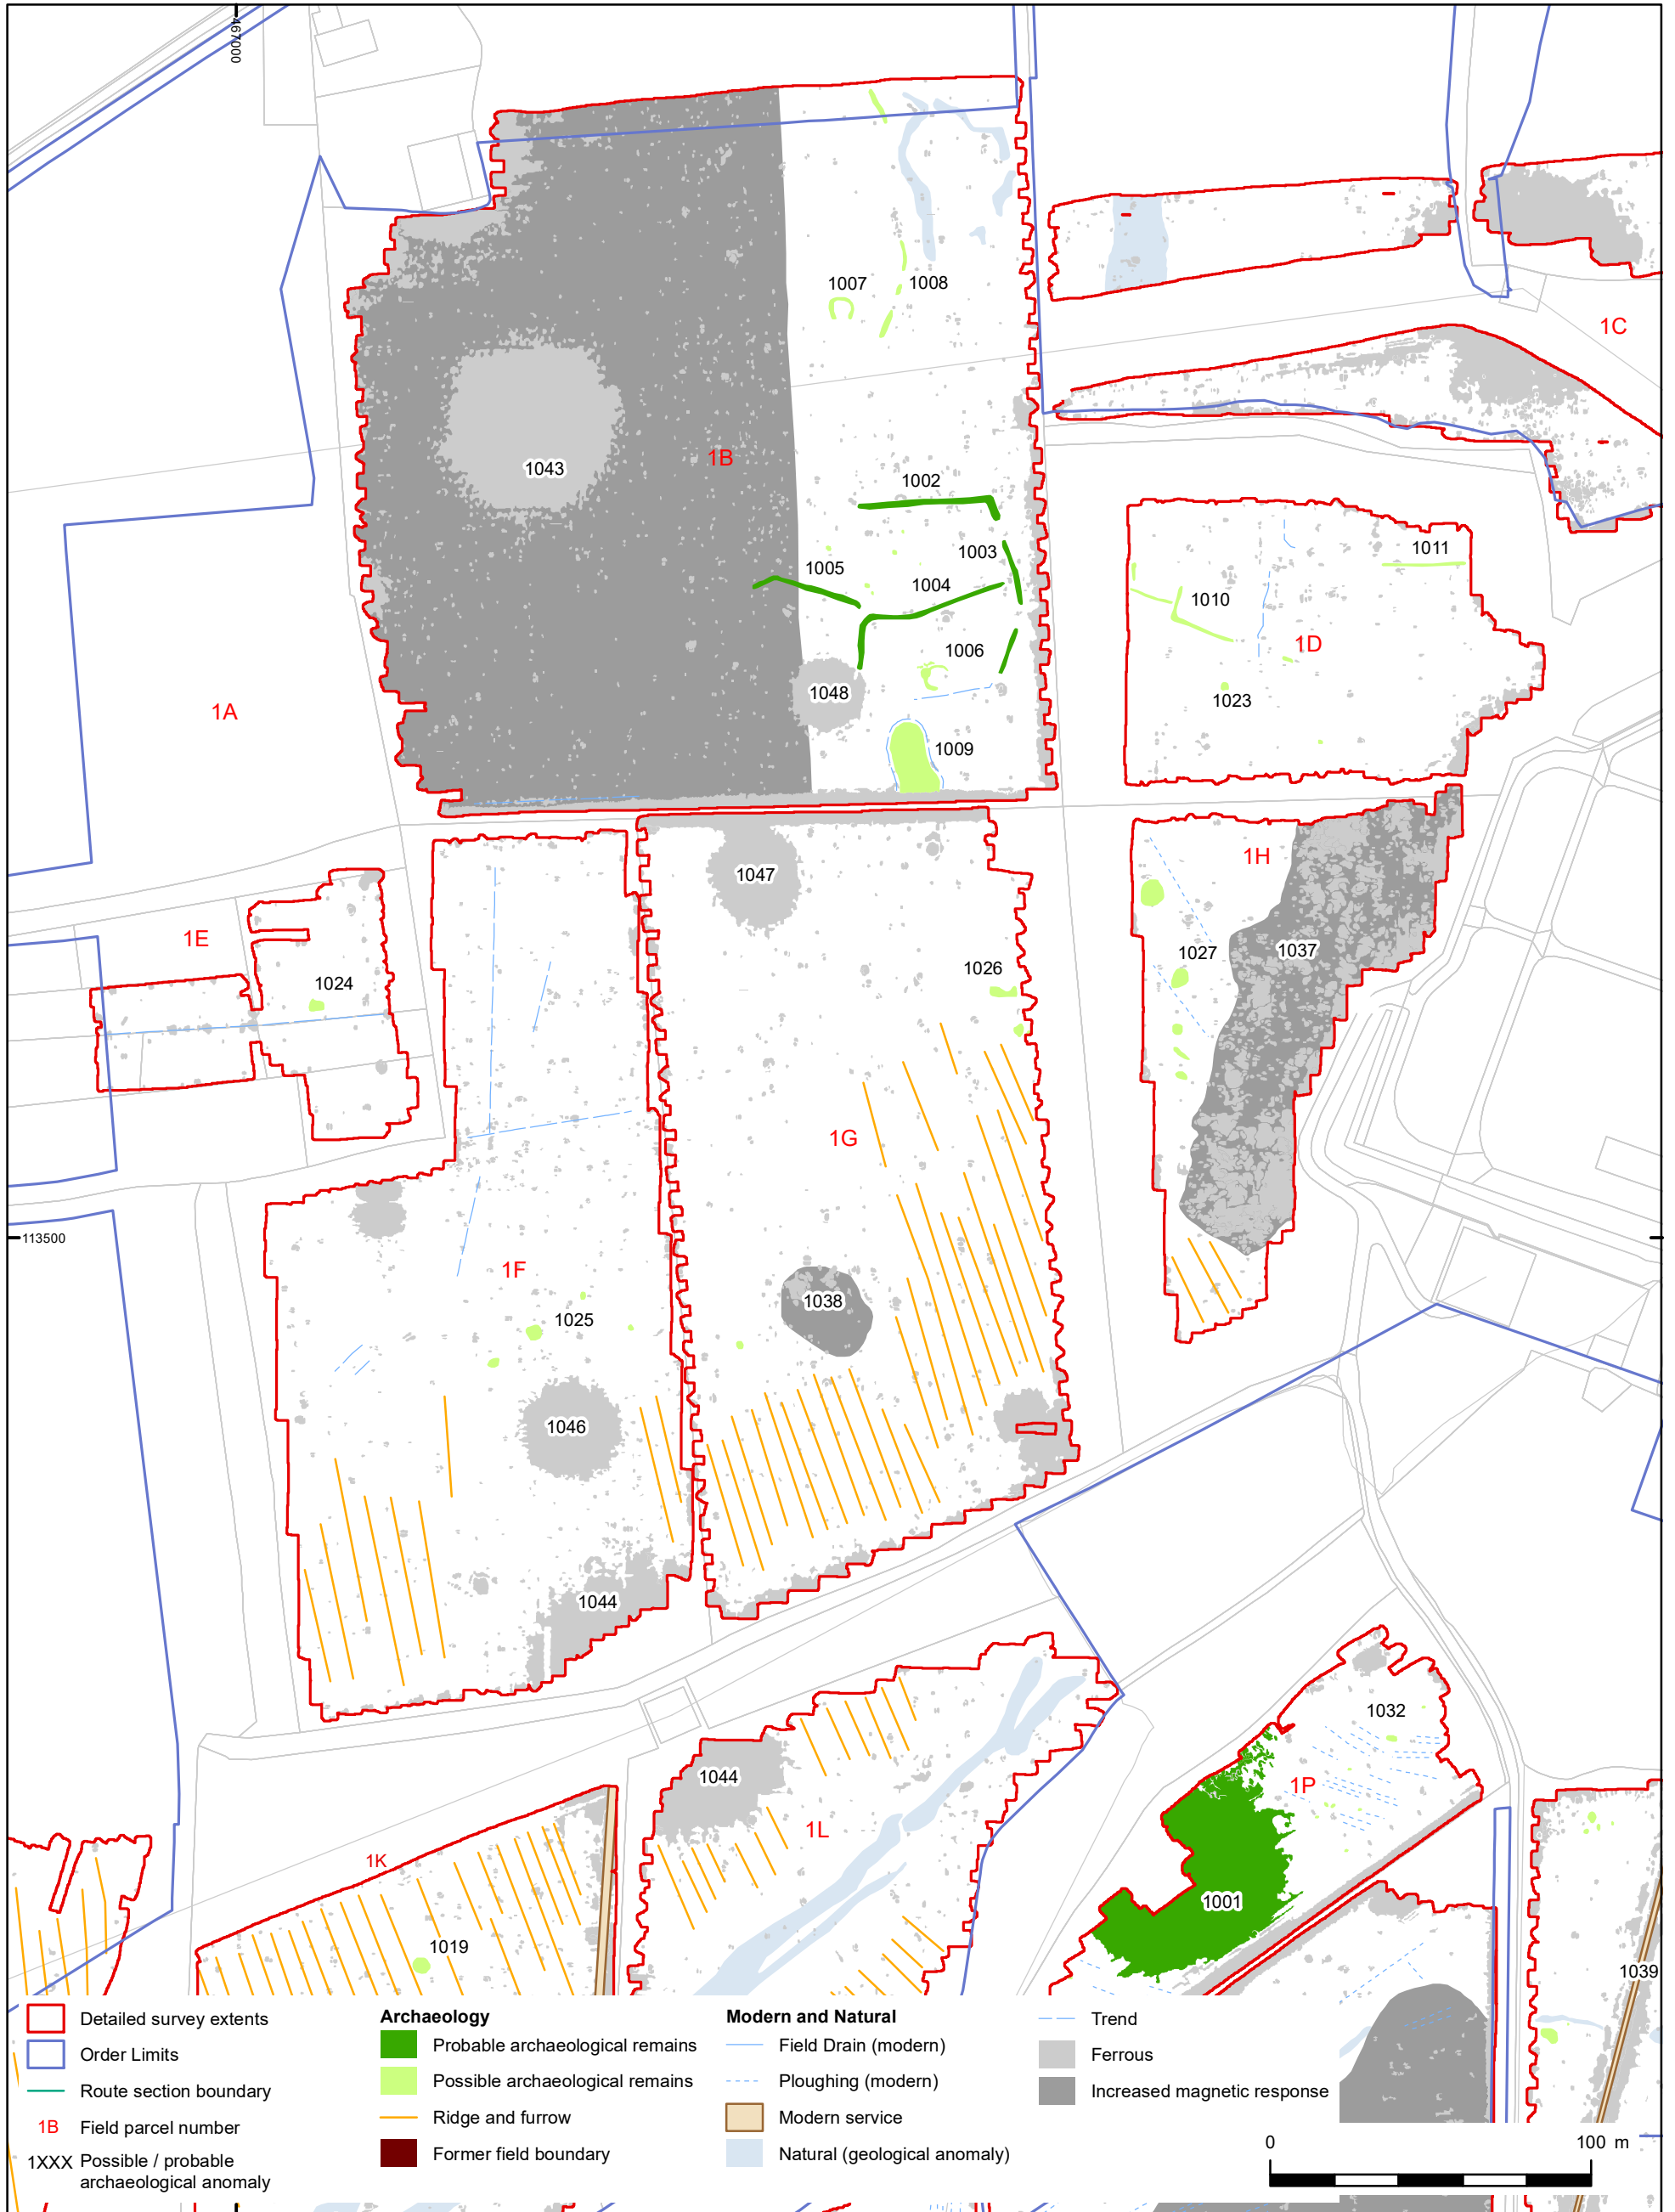 467000
1007
1008
1C
1043
1B
1002
1011
1003
1005
1004
1010
1006
1D
1048
1023
1A
1009
1H
1047
1E
1026
1027
1037
1024
1G
113500
1F
1038
1025
1046
1044
1032
1044
1P
1L
1K
1001
1019
1039
Detailed survey extents
Order Limits
Route section boundary
1B Field parcel number
1XXX Possible / probable
archaeological anomaly
Archaeology
Probable archaeological remains
Possible archaeological remains
Ridge and furrow
Former field boundary
Modern and Natural
Field Drain (modern)
Ploughing (modern)
Modern service
Natural (geological anomaly)
Trend
Ferrous
Increased magnetic response
0 100 m